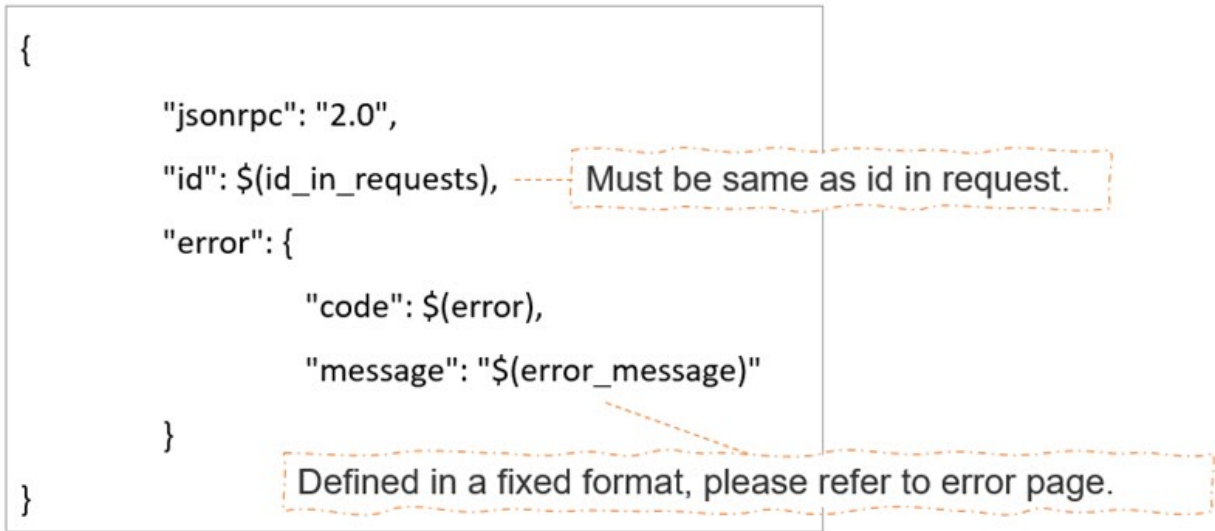 {
"jsonrpc": "2.0",
"id": $(id_in_requests), Must be same as id in request.
"error": {
"code": $(error),
"message": "$(error_message)"
}
Defined in a fixed format, please refer to error page.
}